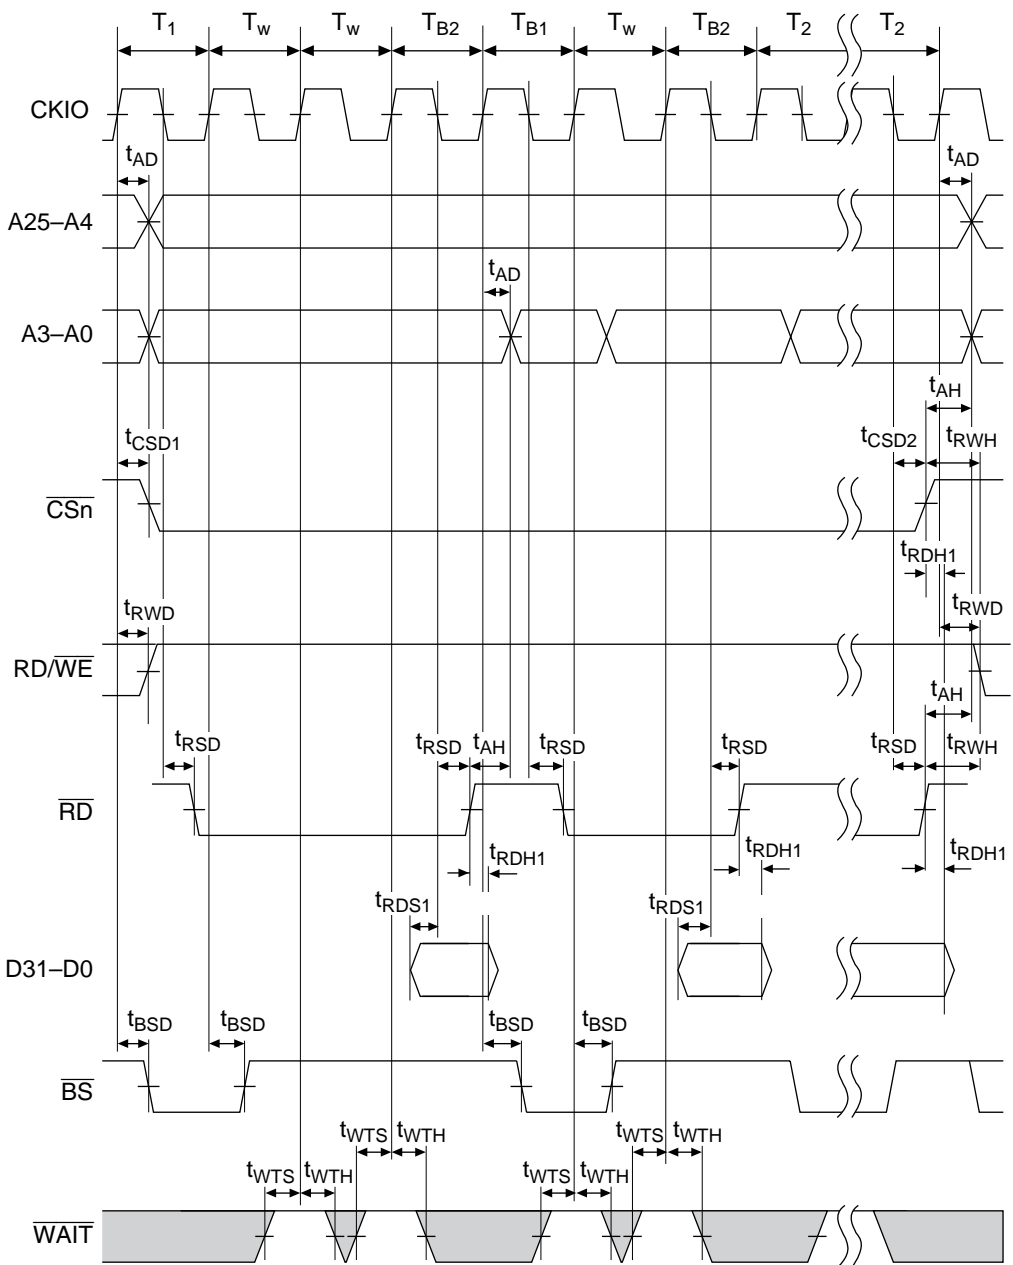 T1 Tw Tw TB2 TB1 Tw TB2 T2 T2
CKIO
tAD tAD
A25–A4
tAD
A3–A0
tAH
tCSD1 tCSD2 tRWH
CSn
tRDH1
tRWD tRWD
RD/WE
tAH
tRSD tRSD tAH tRSD tRSD tRSD tRWH
RD
tRDH1 tRDH1 tRDH1
tRDS1 tRDS1
D31–D0
tBSD tBSD tBSD tBSD
BS
tWTS tWTH tWTS tWTH
tWTS tWTH tWTS tWTH
WAIT